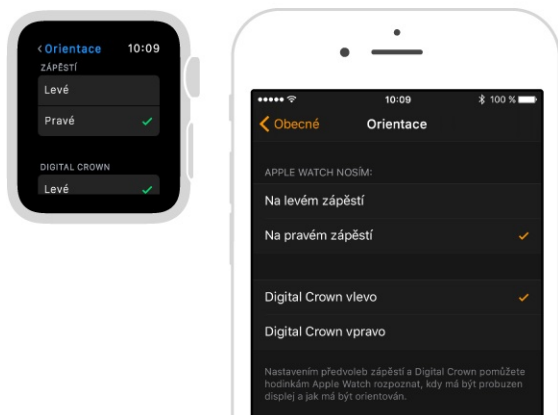 Orientace 10:09
ZÁPĚSTÍ
Levé
Pravé
DIGITAL CROWN
Levé
10:09 100 %
Obecné Orientace
APPLE WATCH NOSÍM:
Na levém zápěstí
Na pravém zápěstí
Digital Crown vlevo
Digital Crown vpravo
Nastavením předvoleb zápěstí a Digital Crown pomůžete
hodinkám Apple Watch rozpoznat, kdy má být probuzen
displej a jak má být orientován.